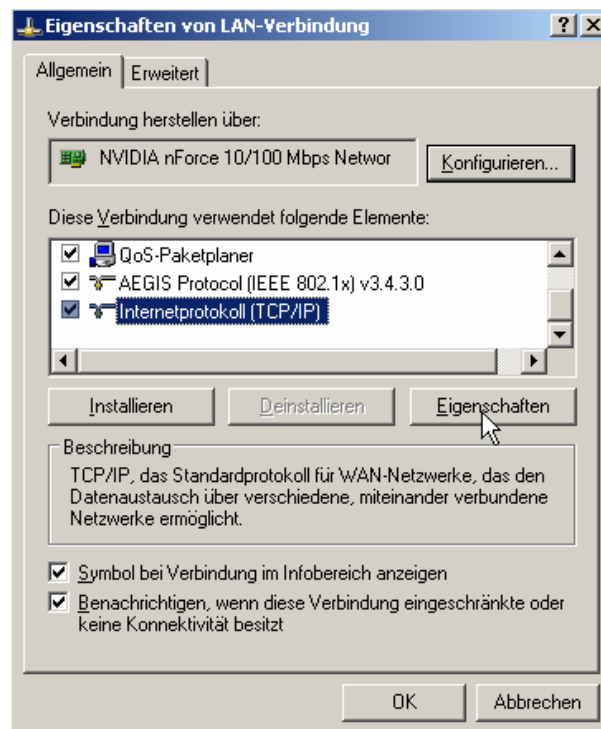 Eigenschaften von LAN-Verbindung
Allgemein
Erweitert
Verbindung herstellen über:
NVIDIA nForce 10/100 Mbps Networ
Konfigurieren...
Diese Verbindung verwendet folgende Elemente:
QoS-Paketplaner
AEGIS Protocol (IEEE 802.1x) v3.4.3.0
Internetprotokoll (TCP/IP)
Installieren
Deinstallieren
Eigenschaften
Beschreibung
TCP/IP, das Standardprotokoll für WAN-Netzwerke, das den
Datenaustausch über verschiedene, miteinander verbundene
Netzwerke ermöglicht.
Symbol bei Verbindung im Infobereich anzeigen
Benachrichtigen, wenn diese Verbindung eingeschränkte oder
keine Konnektivität besitzt
OK
Abbrechen